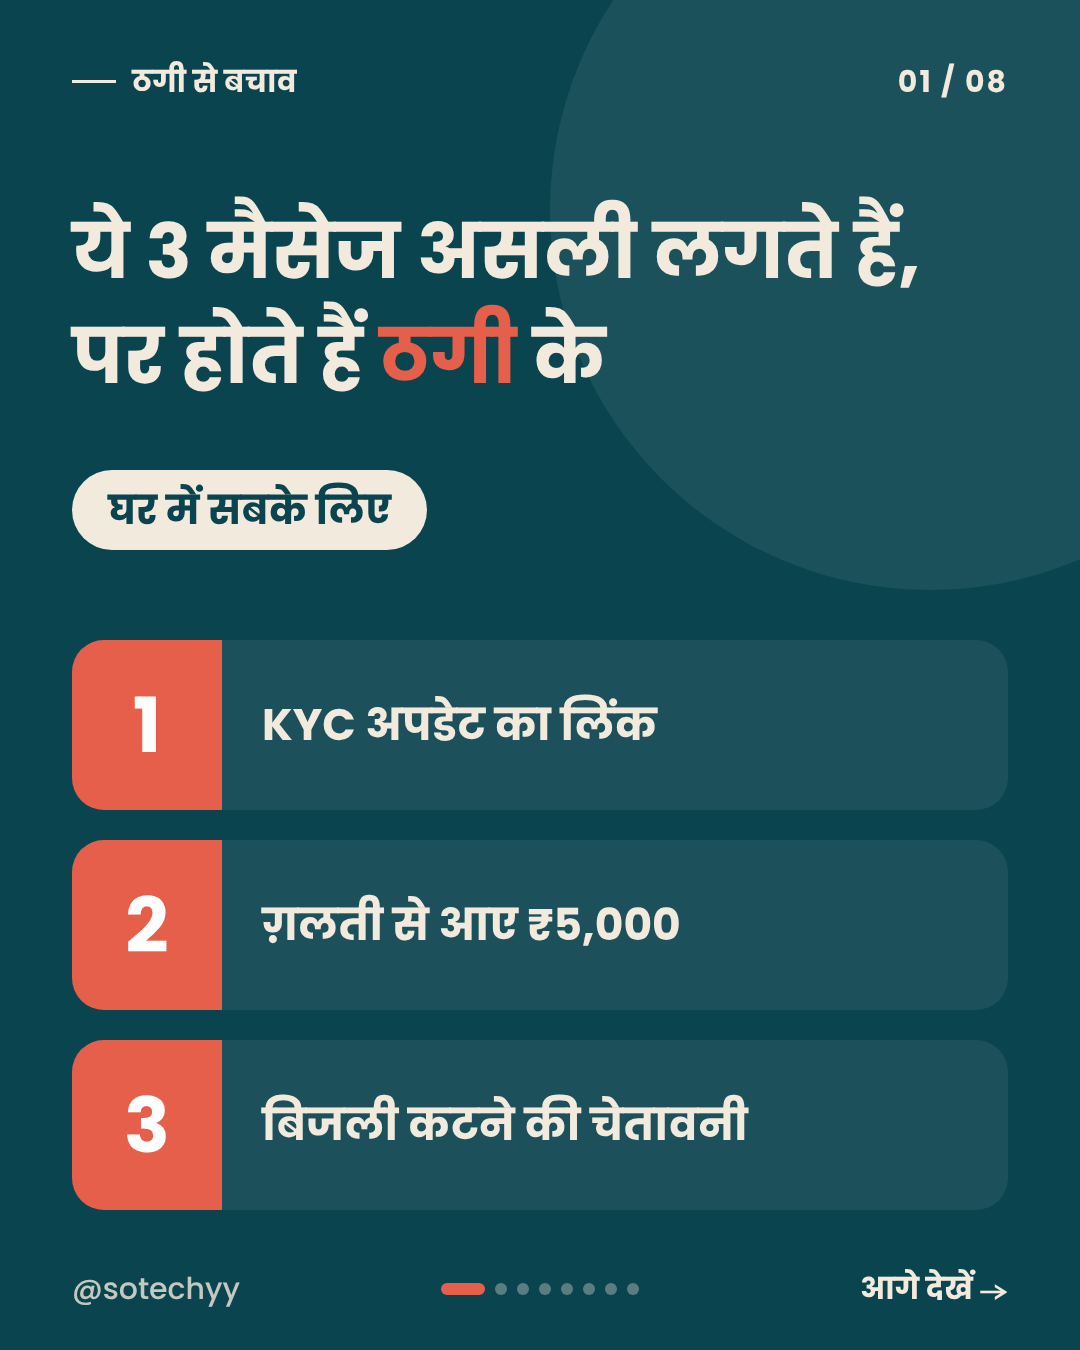 ठगी से बचाव
01 / 08
ये 3 मैसेज असली लगते हैं,
पर होते हैं ठगी के
घर में सबके लिए
1
KYC अपडेट का लिंक
2
ग़लती से आए ₹5,000
3
बिजली कटने की चेतावनी
@sotechyy
आगे देखें →